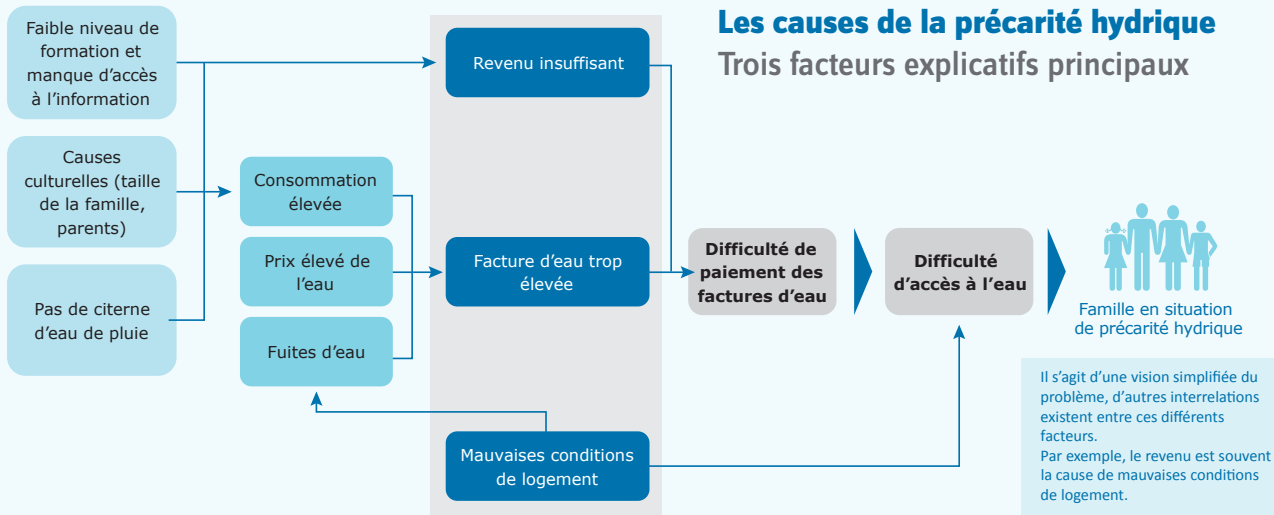 Les causes de la précarité hydrique
Trois facteurs explicatifs principaux
Faible niveau de
formation et
manque d’accès
à l’information
Causes
culturelles (taille
de la famille,
parents)
Pas de citerne
d’eau de pluie
Consommation
élevée
Prix élevé de
l’eau
Fuites d’eau
Revenu insuffisant
Facture d’eau trop
élevée
Mauvaises conditions
de logement
Difficulté de
paiement des
factures d’eau
Difficulté
d’accès à l’eau
Famille en situation
de précarité hydrique
Il s’agit d’une vision simplifiée du
problème, d’autres interrelations
existent entre ces différents
facteurs.
Par exemple, le revenu est souvent
la cause de mauvaises conditions
de logement.